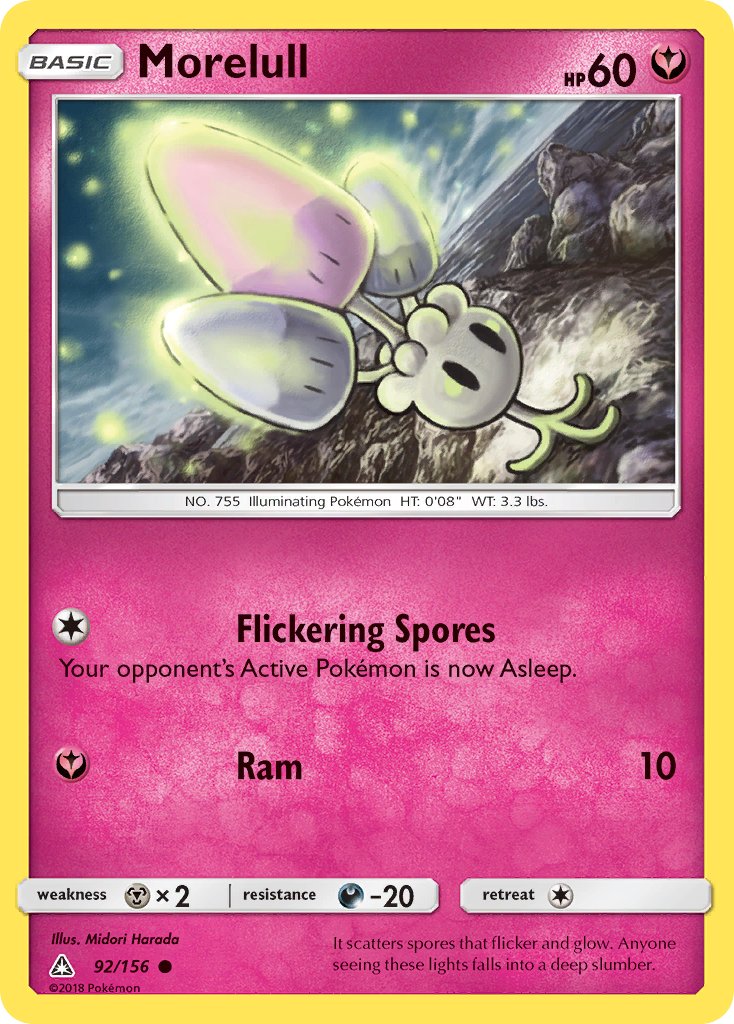 BASIC Morelull HP60
NO. 755 Illuminating Pokémon HT: 0'08" WT: 3.3 lbs.
Flickering Spores
Your opponent's Active Pokémon is now Asleep.
Ram 10
weakness ×2 resistance -20 retreat
Illus. Midori Harada
92/156
©2018 Pokémon
It scatters spores that flicker and glow. Anyone
seeing these lights falls into a deep slumber.